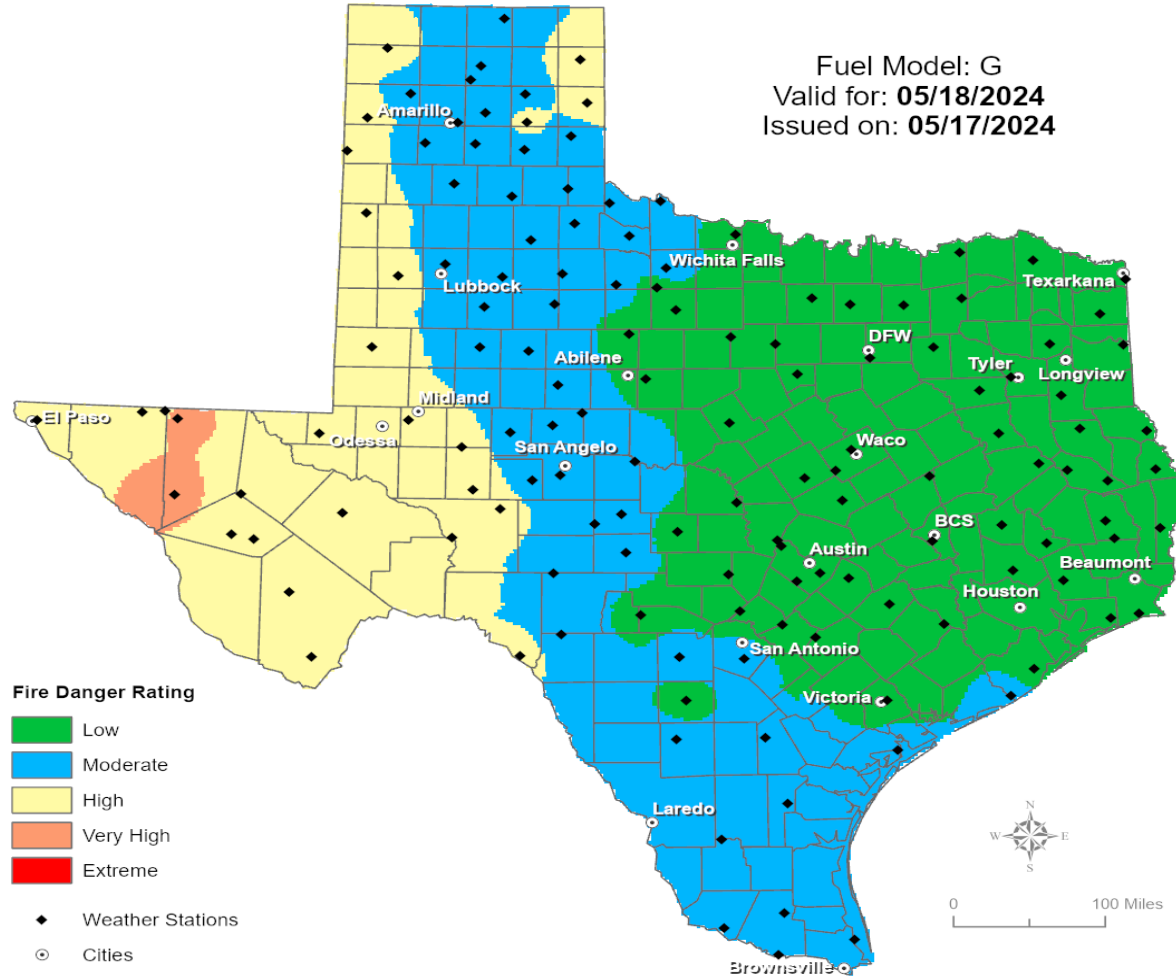 Fuel Model: G
Valid for: 05/18/2024
Issued on: 05/17/2024
Amarillo
Wichita Falls
Lubbock
Texarkana
DFW
Abilene
Tyler
Longview
Midland
El Paso
Odessa
San Angelo
Waco
BCS
Austin
Beaumont
Houston
San Antonio
Victoria
Laredo
Brownsville
Fire Danger Rating
Low
Moderate
High
Very High
Extreme
Weather Stations
Cities
N
W E
S
0 100 Miles